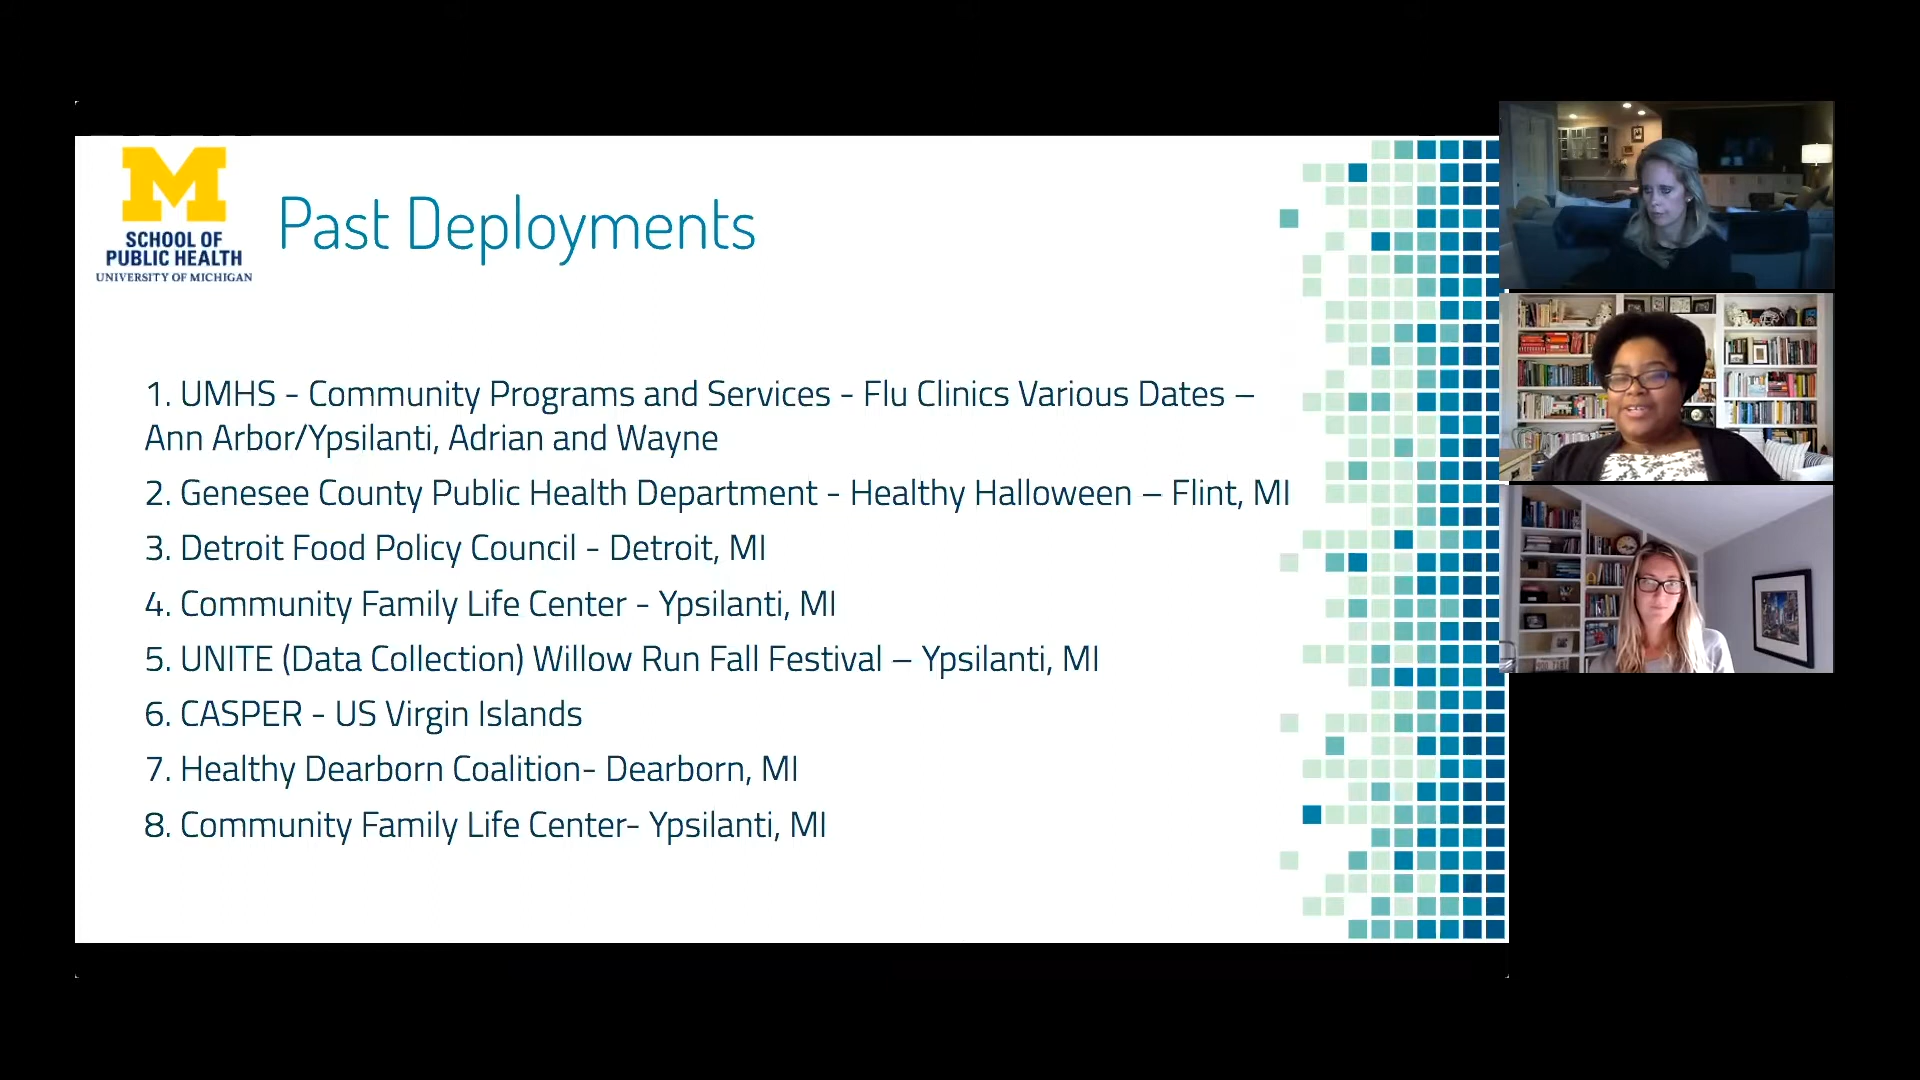 M
SCHOOL OF
PUBLIC HEALTH
UNIVERSITY OF MICHIGAN
Past Deployments
1. UMHS - Community Programs and Services - Flu Clinics Various Dates –
Ann Arbor/Ypsilanti, Adrian and Wayne
2. Genesee County Public Health Department - Healthy Halloween – Flint, MI
3. Detroit Food Policy Council - Detroit, MI
4. Community Family Life Center - Ypsilanti, MI
5. UNITE (Data Collection) Willow Run Fall Festival – Ypsilanti, MI
6. CASPER - US Virgin Islands
7. Healthy Dearborn Coalition- Dearborn, MI
8. Community Family Life Center- Ypsilanti, MI